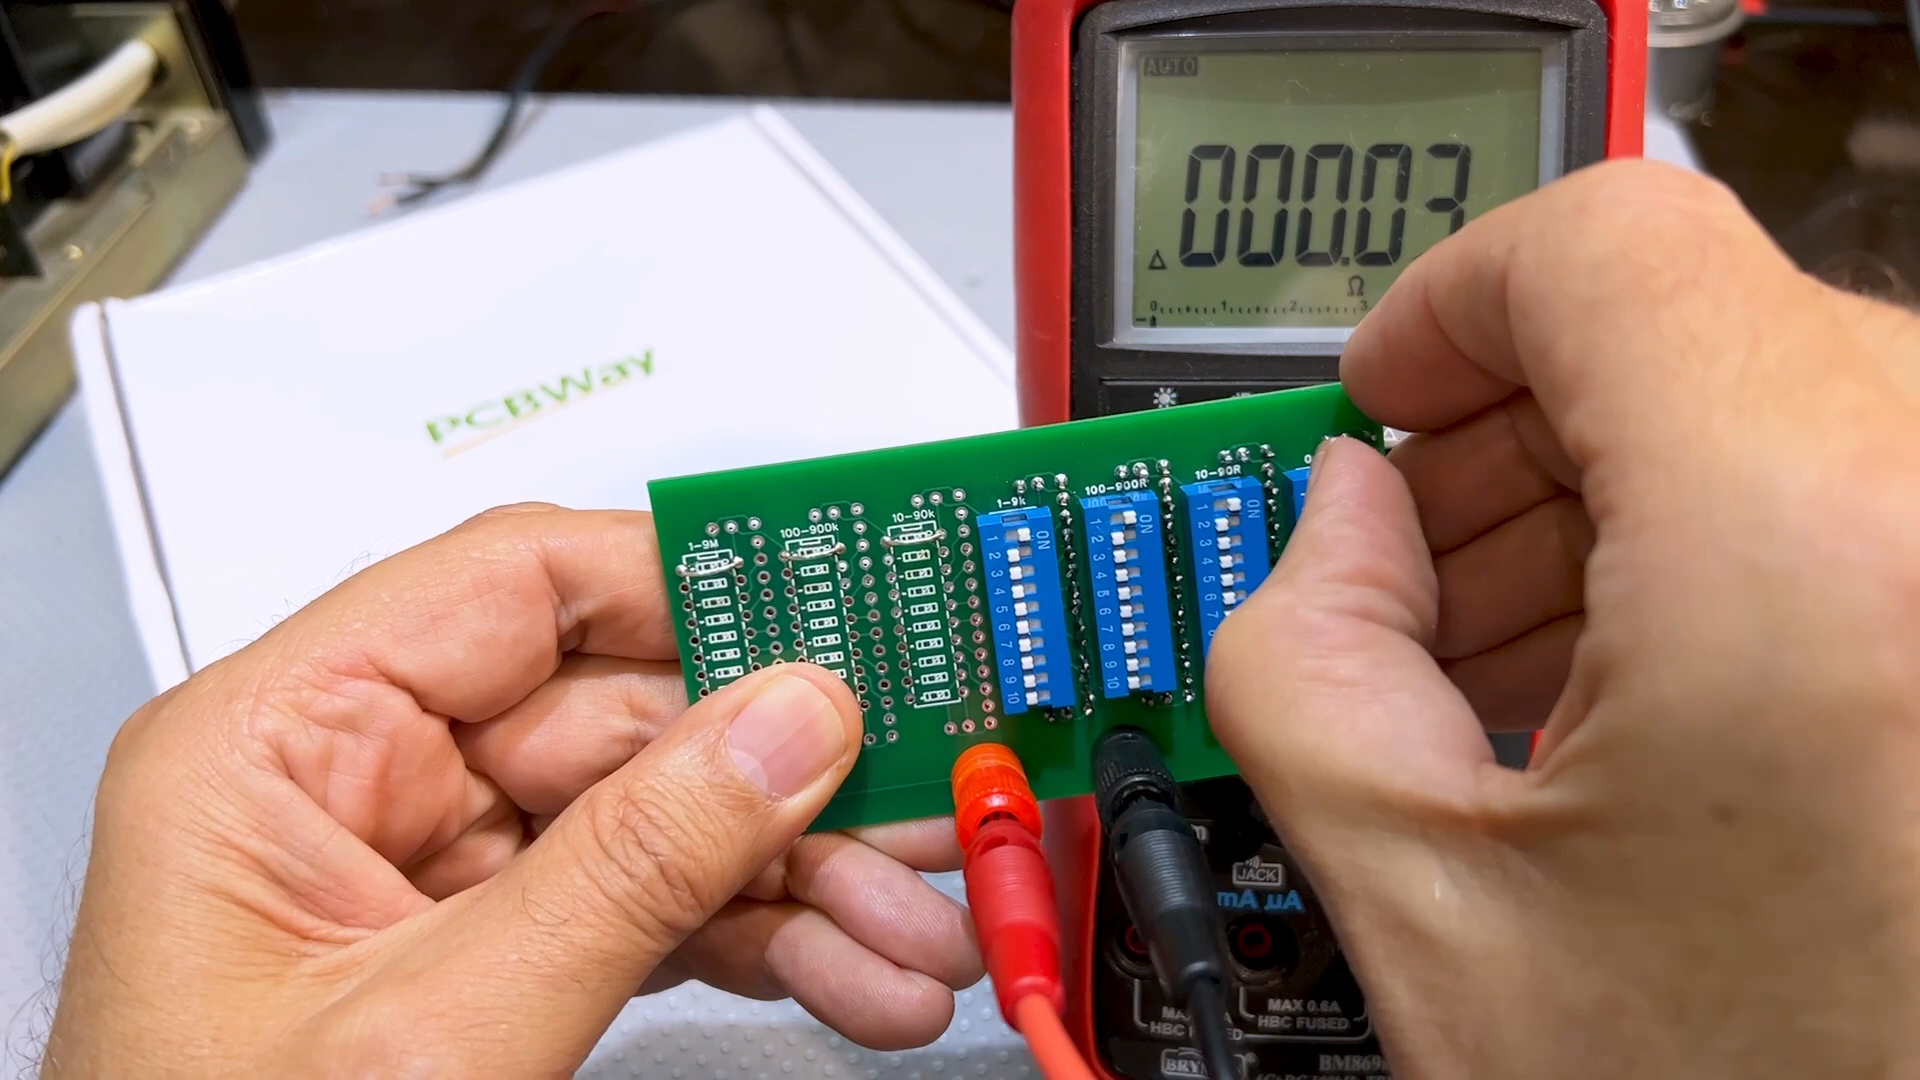 AUTO
000.03
Δ
Ω
0 1 2 3
PCBWay
1-9M
100-900k
10-90k
1-9k
100-900R
10-90R
0
ON
1 2 3 4 5 6 7 8 9 10
ON
1 2 3 4 5 6 7 8 9 10
ON
1 2 3 4 5 6 7
JACK
mA µA
MAX 0.6A
HBC FUSED
HBC FUSED